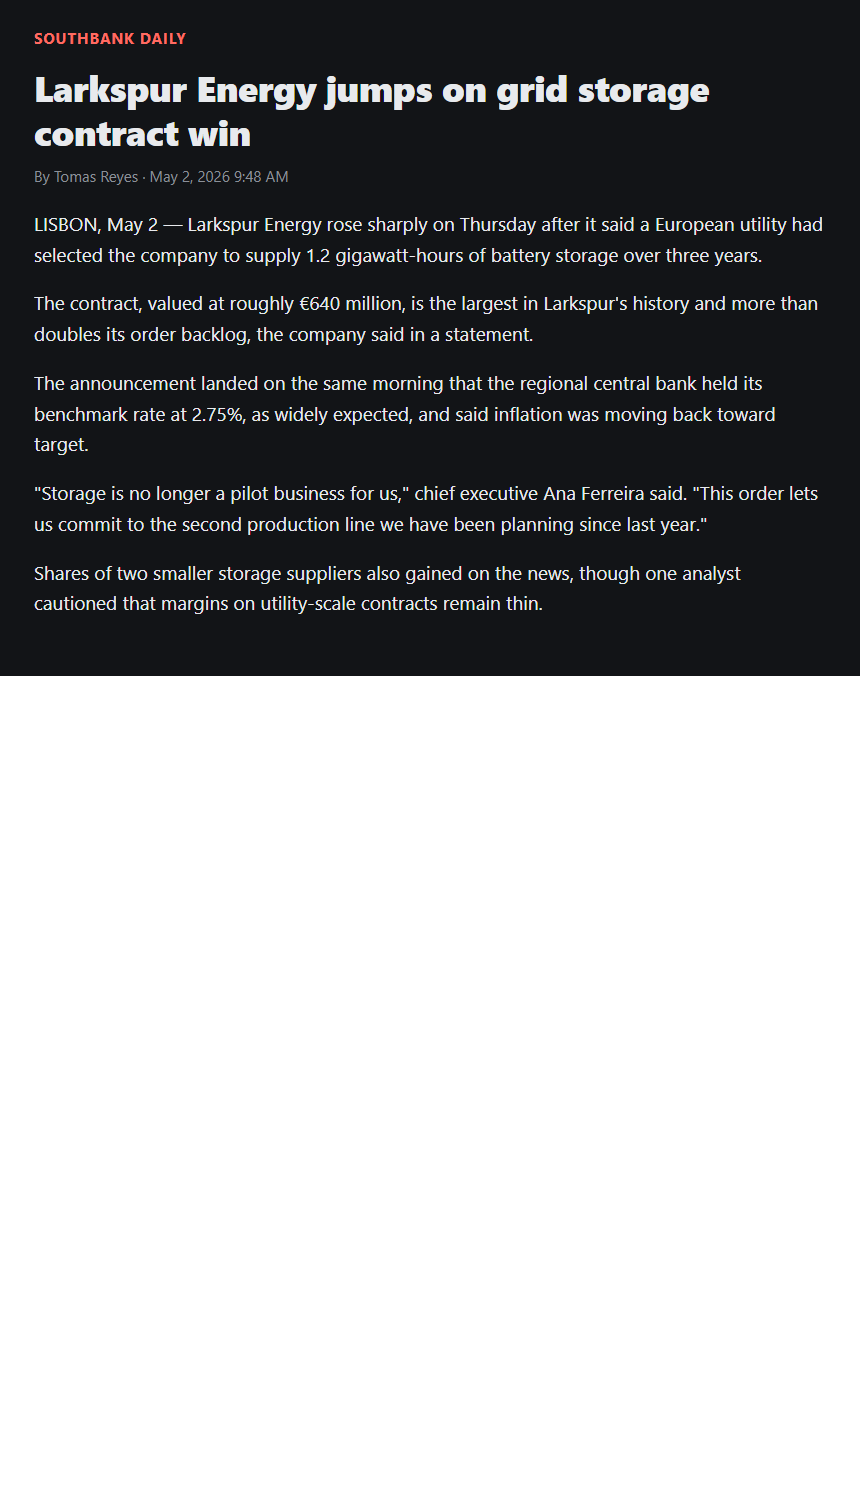 SOUTHBANK DAILY
Larkspur Energy jumps on grid storage
contract win
By Tomas Reyes · May 2, 2026 9:48 AM
LISBON, May 2 — Larkspur Energy rose sharply on Thursday after it said a European utility had
selected the company to supply 1.2 gigawatt-hours of battery storage over three years.
The contract, valued at roughly €640 million, is the largest in Larkspur's history and more than
doubles its order backlog, the company said in a statement.
The announcement landed on the same morning that the regional central bank held its
benchmark rate at 2.75%, as widely expected, and said inflation was moving back toward
target.
"Storage is no longer a pilot business for us," chief executive Ana Ferreira said. "This order lets
us commit to the second production line we have been planning since last year."
Shares of two smaller storage suppliers also gained on the news, though one analyst
cautioned that margins on utility-scale contracts remain thin.